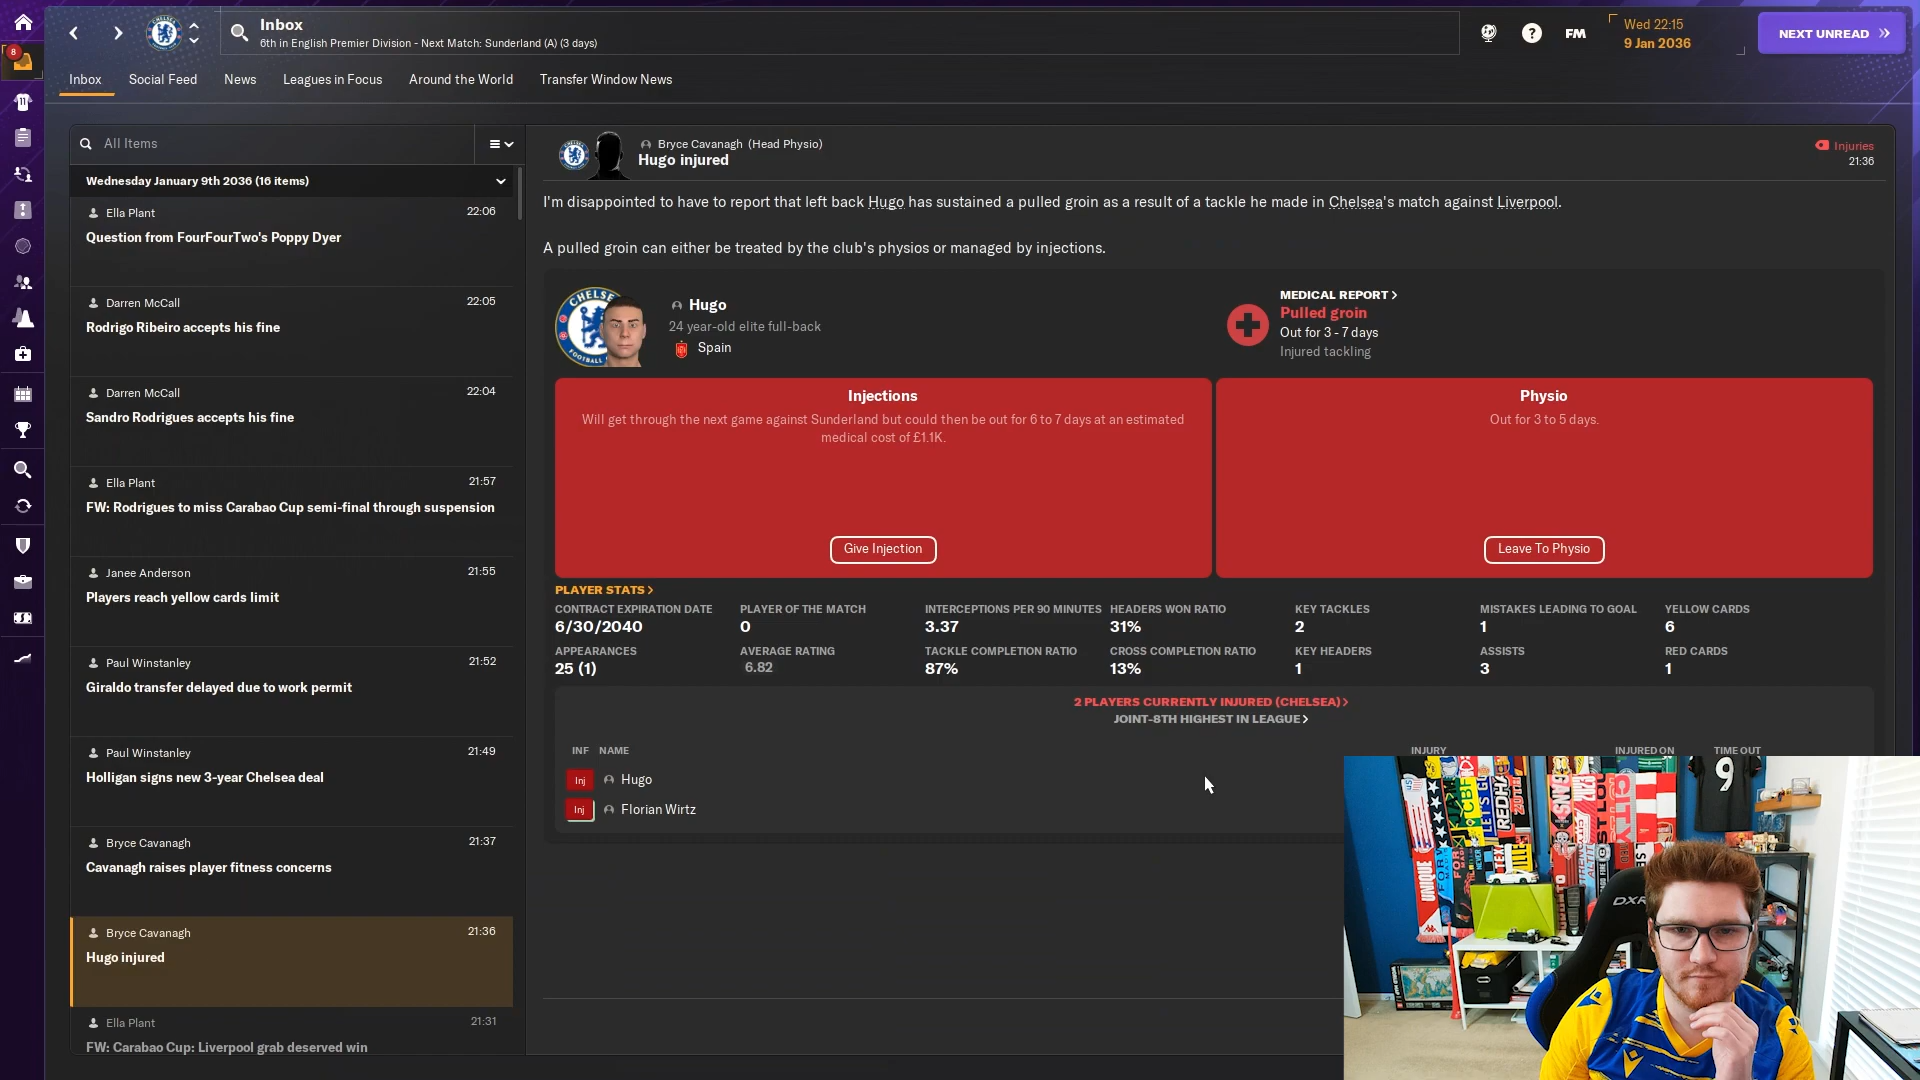 Inbox
6th in English Premier Division - Next Match: Sunderland (A) (3 days)
FM
Wed 22:15
9 Jan 2036
NEXT UNREAD
8
Inbox
Social Feed
News
Leagues in Focus
Around the World
Transfer Window News
All Items
Wednesday January 9th 2036 (16 items)
Ella Plant 22:06
Question from FourFourTwo's Poppy Dyer
Darren McCall 22:05
Rodrigo Ribeiro accepts his fine
Darren McCall 22:04
Sandro Rodrigues accepts his fine
Ella Plant 21:57
FW: Rodrigues to miss Carabao Cup semi-final through suspension
Janee Anderson 21:55
Players reach yellow cards limit
Paul Winstanley 21:52
Giraldo transfer delayed due to work permit
Paul Winstanley 21:49
Holligan signs new 3-year Chelsea deal
Bryce Cavanagh 21:37
Cavanagh raises player fitness concerns
Bryce Cavanagh 21:36
Hugo injured
Ella Plant 21:31
FW: Carabao Cup: Liverpool grab deserved win
Bryce Cavanagh (Head Physio)
Hugo injured
Injuries
21:36
I'm disappointed to have to report that left back Hugo has sustained a pulled groin as a result of a tackle he made in Chelsea's match against Liverpool.
A pulled groin can either be treated by the club's physios or managed by injections.
Hugo
24 year-old elite full-back
Spain
MEDICAL REPORT >
Pulled groin
Out for 3 - 7 days
Injured tackling
Injections
Will get through the next game against Sunderland but could then be out for 6 to 7 days at an estimated
medical cost of £1.1K.
Give Injection
Physio
Out for 3 to 5 days.
Leave To Physio
PLAYER STATS >
CONTRACT EXPIRATION DATE PLAYER OF THE MATCH INTERCEPTIONS PER 90 MINUTES HEADERS WON RATIO KEY TACKLES MISTAKES LEADING TO GOAL YELLOW CARDS
6/30/2040 0 3.37 31% 2 1 6
APPEARANCES AVERAGE RATING TACKLE COMPLETION RATIO CROSS COMPLETION RATIO KEY HEADERS ASSISTS RED CARDS
25 (1) 6.82 87% 13% 1 3 1
2 PLAYERS CURRENTLY INJURED (CHELSEA) >
JOINT-8TH HIGHEST IN LEAGUE >
INF NAME INJURY INJURED ON TIME OUT
Inj Hugo
Inj Florian Wirtz
9
UNIQUE
CITY
DXR